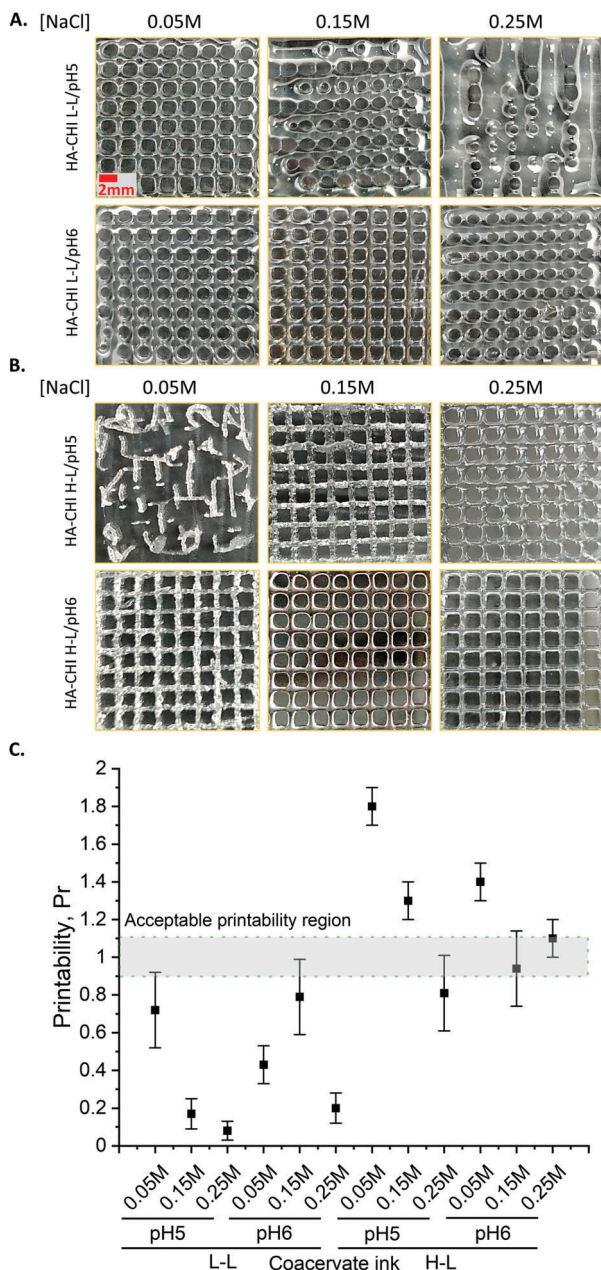 A. [NaCl] 0.05M 0.15M 0.25M
HA-CHI L-L/pH5
2mm
HA-CHI L-L/pH6
B. [NaCl] 0.05M 0.15M 0.25M
HA-CHI H-L/pH5
HA-CHI H-L/pH6
C.
Printability, Pr
2
1.8
1.6
1.4
1.2
Acceptable printability region
1
0.8
0.6
0.4
0.2
0
0.05M 0.15M 0.25M 0.05M 0.15M 0.25M 0.05M 0.15M 0.25M 0.05M 0.15M 0.25M
pH5 pH6 pH5 pH6
L-L Coacervate ink H-L